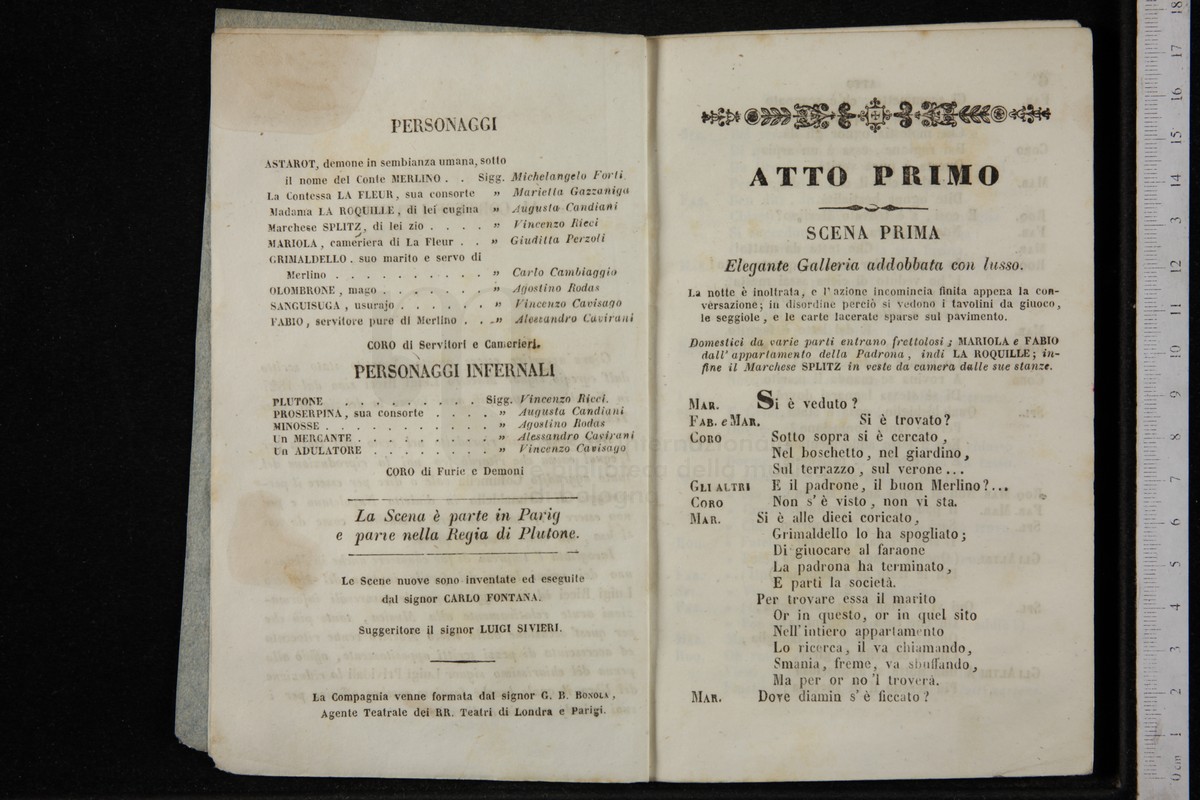 PERSONAGGI
ASTAROT, demone in sembianza umana, sotto
il nome del Conte MERLINO . . Sigg. Michelangelo Forti
La Contessa LA FLEUR, sua consorte » Marietta Gazzaniga
Madama LA ROQUILLE, di lei cugina » Augusta Candiani
Marchese SPLITZ, di lei zio . . . . » Vincenzo Ricci
MARIOLA, cameriera di La Fleur . . » Giuditta Perzoli
GRIMALDELLO. suo marito e servo di
Merlino . . . . . . . . . . » Carlo Cambiaggio
OLOMBRONE, mago . . . . . . . » Agostino Rodas
SANGUISUGA, usurajo . . . . . . » Vincenzo Cavisago
FABIO, servitore pure di Merlino . . . » Alessandro Cavirani
CORO di Servitori e Camerieri.
PERSONAGGI INFERNALI
PLUTONE . . . . . . . . . Sigg. Vincenzo Ricci.
PROSERPINA, sua consorte . . . . » Augusta Candiani
MINOSSE . . . . . . . . . . . » Agostino Rodas
Un MERCANTE . . . . . . . . . » Alessandro Cavirani
Un ADULATORE . . . . . . . . » Vincenzo Cavisago
CORO di Furie e Demoni
La Scena è parte in Parig
e parte nella Regia di Plutone.
Le Scene nuove sono inventate ed eseguite
dal signor CARLO FONTANA.
Suggeritore il signor LUIGI SIVIERI.
La Compagnia venne formata dal signor G. B. BONOLA,
Agente Teatrale dei RR. Teatri di Londra e Parigi.
ATTO PRIMO
SCENA PRIMA
Elegante Galleria addobbata con lusso.
La notte è inoltrata, e l'azione incomincia finita appena la con-
versazione; in disordine perciò si vedono i tavolini da giuoco,
le seggiole, e le carte lacerate sparse sul pavimento.
Domestici da varie parti entrano frettolosi; MARIOLA e FABIO
dall'appartamento della Padrona, indi LA ROQUILLE; in-
fine il Marchese SPLITZ in veste da camera dalle sue stanze.
MAR. Si è veduto?
FAB. e MAR. Si è trovato?
CORO Sotto sopra si è cercato,
Nel boschetto, nel giardino,
Sul terrazzo, sul verone...
GLI ALTRI E il padrone, il buon Merlino?...
CORO Non s'è visto, non vi sta.
MAR. Si è alle dieci coricato,
Grimaldello lo ha spogliato;
Di giuocare al faraone
La padrona ha terminato,
E partì la società.
Per trovare essa il marito
Or in questo, or in quel sito
Nell'intiero appartamento
Lo ricerca, il va chiamando,
Smania, freme, va sbuffando,
Ma per or no 'l troverà.
MAR. Dove diamin s'è ficcato?